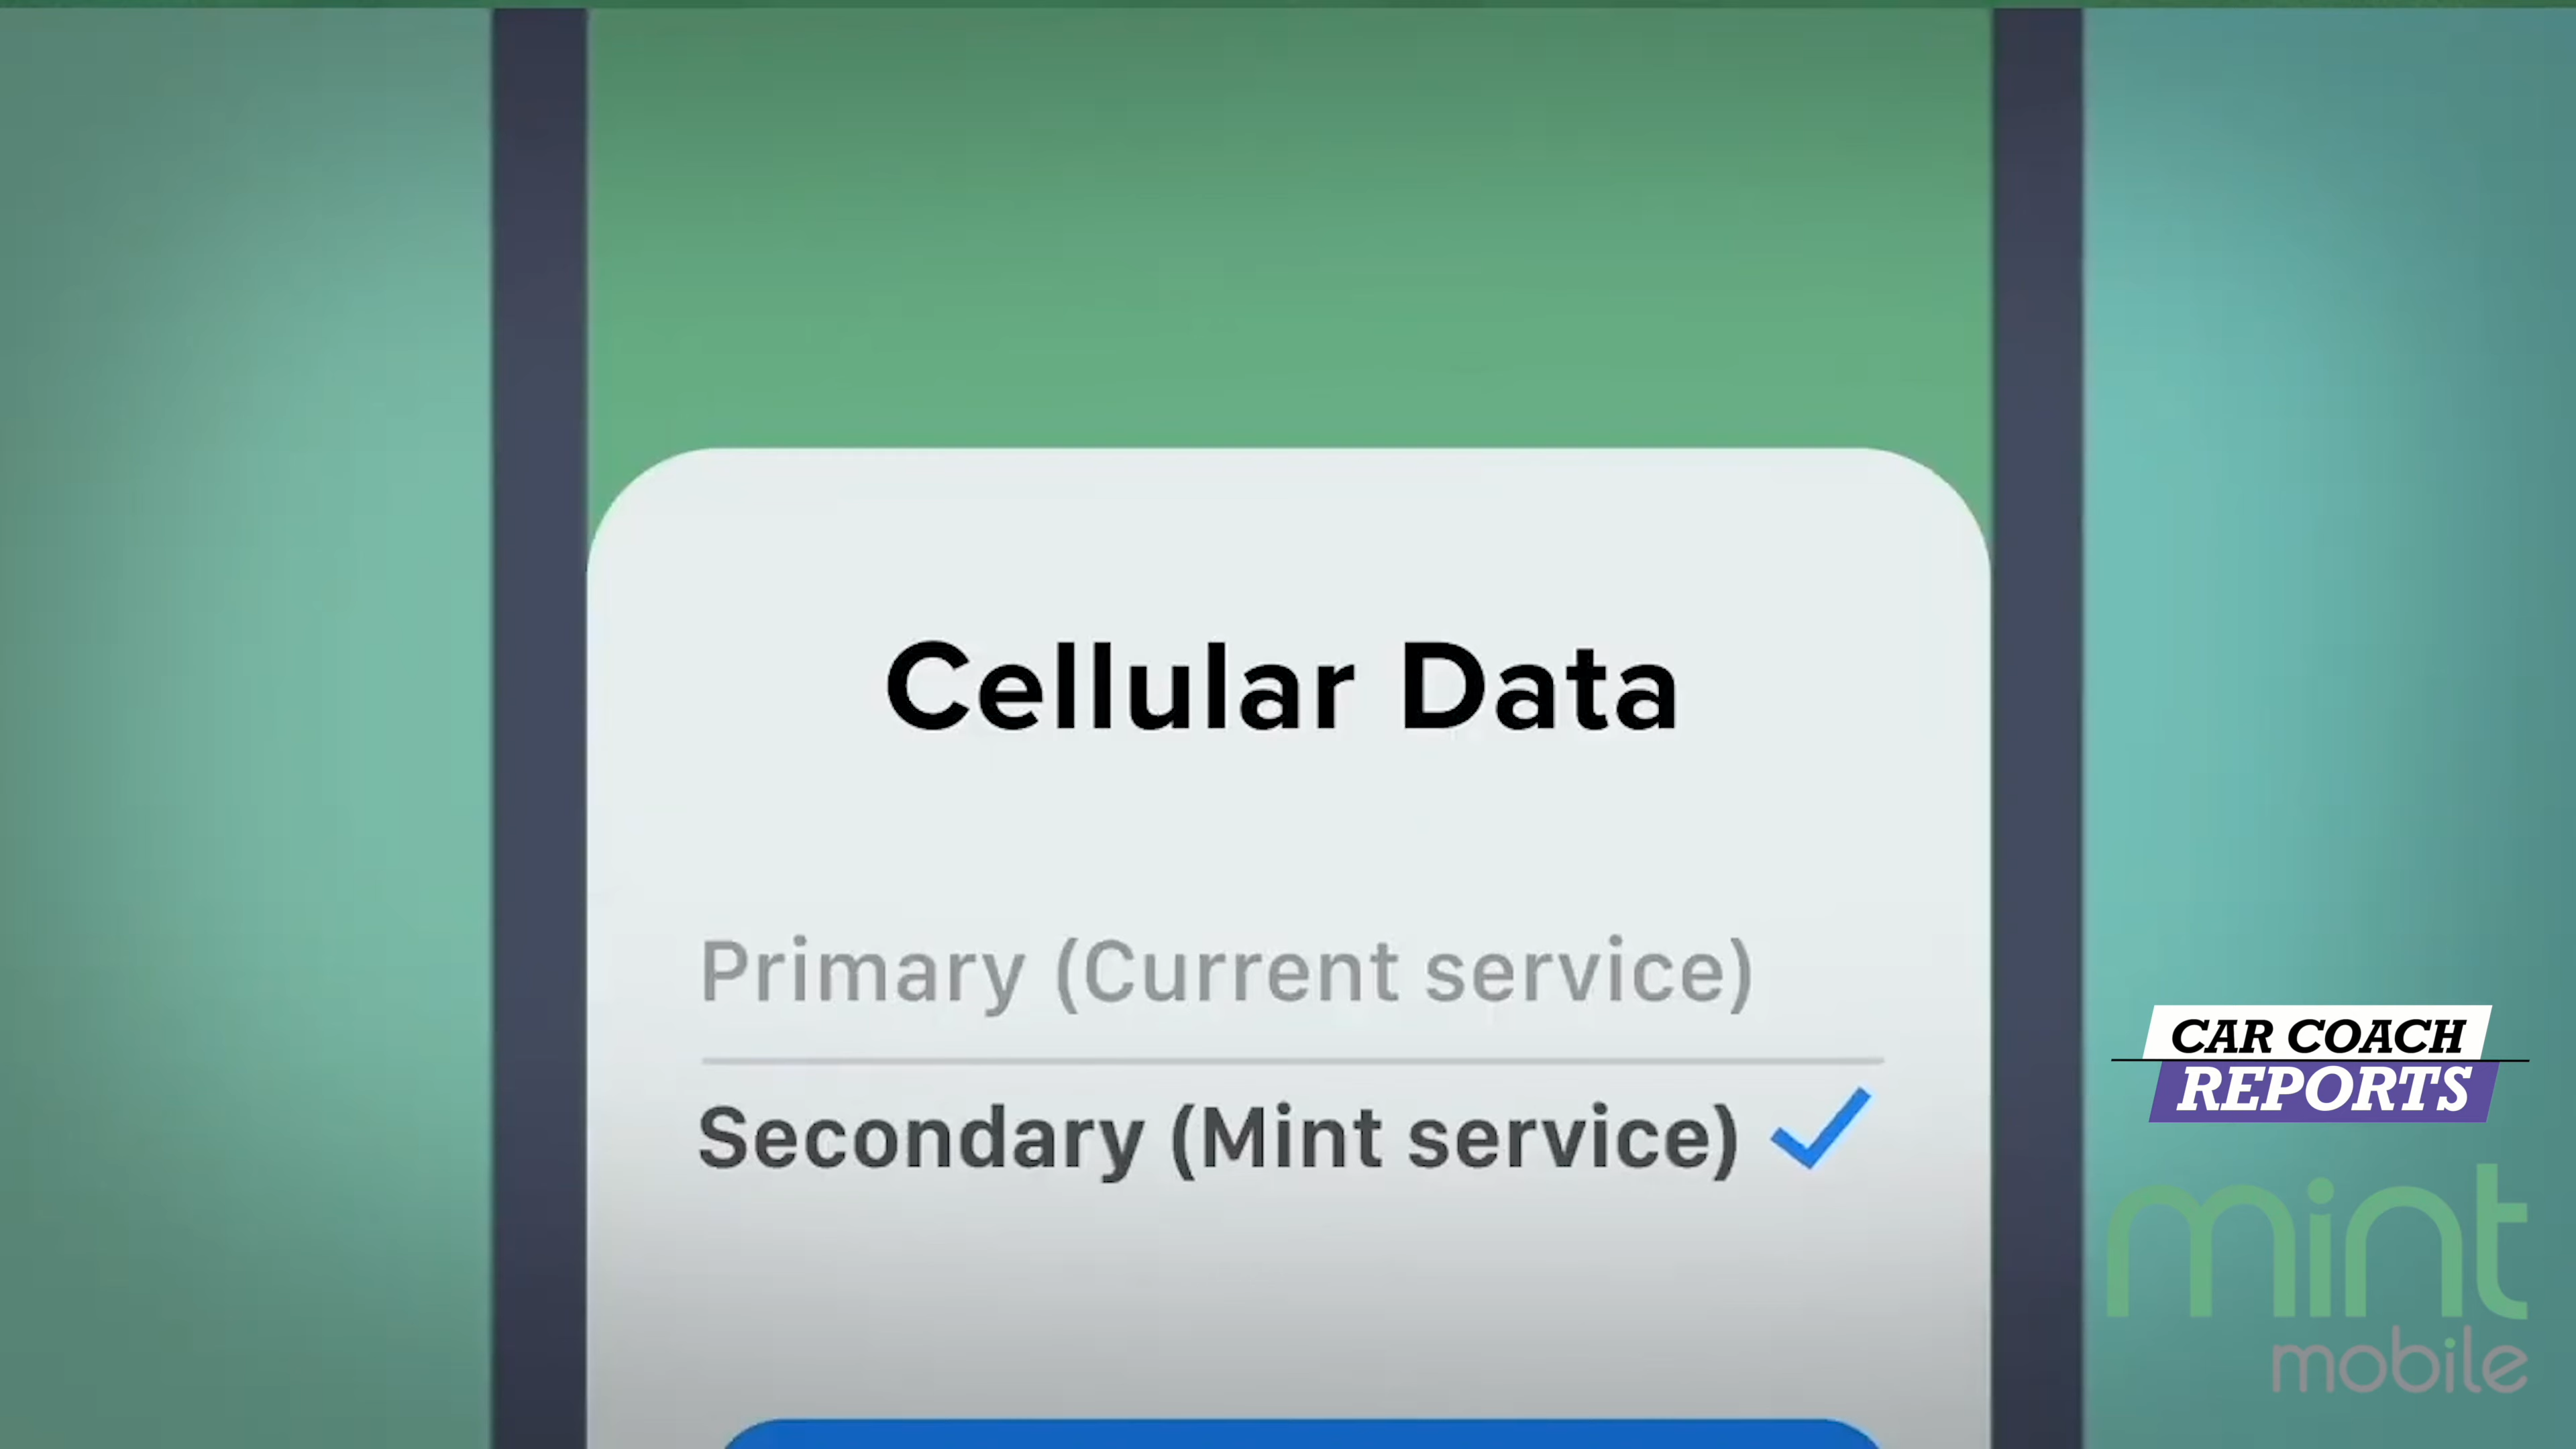 Cellular Data
Primary (Current service)
Secondary (Mint service)
CAR COACH
REPORTS
mint
mobile